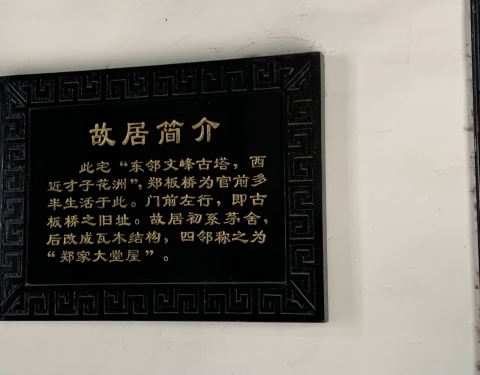 故居简介
此宅“东邻文峰古塔，西
近才子花洲”，郑板桥为官前多
半生活于此。门前左行，即古
板桥之旧址。故居初系茅舍，
后改成瓦木结构，四邻称之为
“郑家大堂屋”。